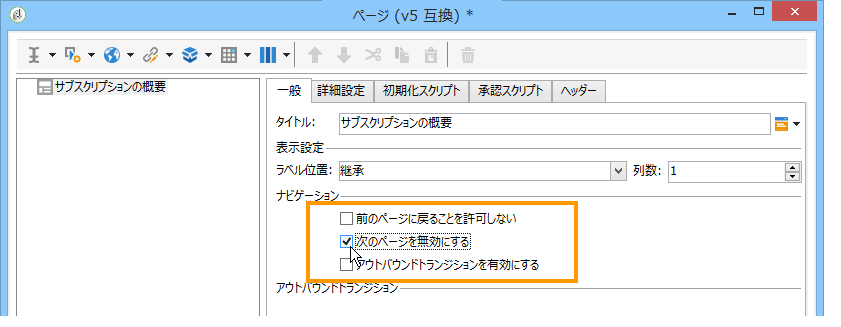 ページ (v5 互換) *
サブスクリプションの概要
一般 詳細設定 初期化スクリプト 承認スクリプト ヘッダー
タイトル: サブスクリプションの概要
表示設定
ラベル位置: 継承 列数: 1
ナビゲーション
前のページに戻ることを許可しない
次のページを無効にする
アウトバウンドトランジションを有効にする
アウトバウンドトランジション